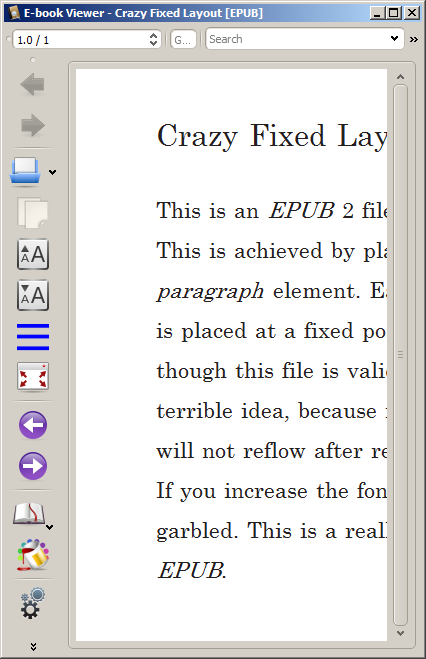 E-book Viewer - Crazy Fixed Layout [EPUB]
1.0 / 1
G...
Search
»
Crazy Fixed Lay
This is an EPUB 2 file
This is achieved by pla
paragraph element. Ea
is placed at a fixed po
though this file is vali
terrible idea, because
will not reflow after re
If you increase the fon
garbled. This is a reall
EPUB.
AA
AA